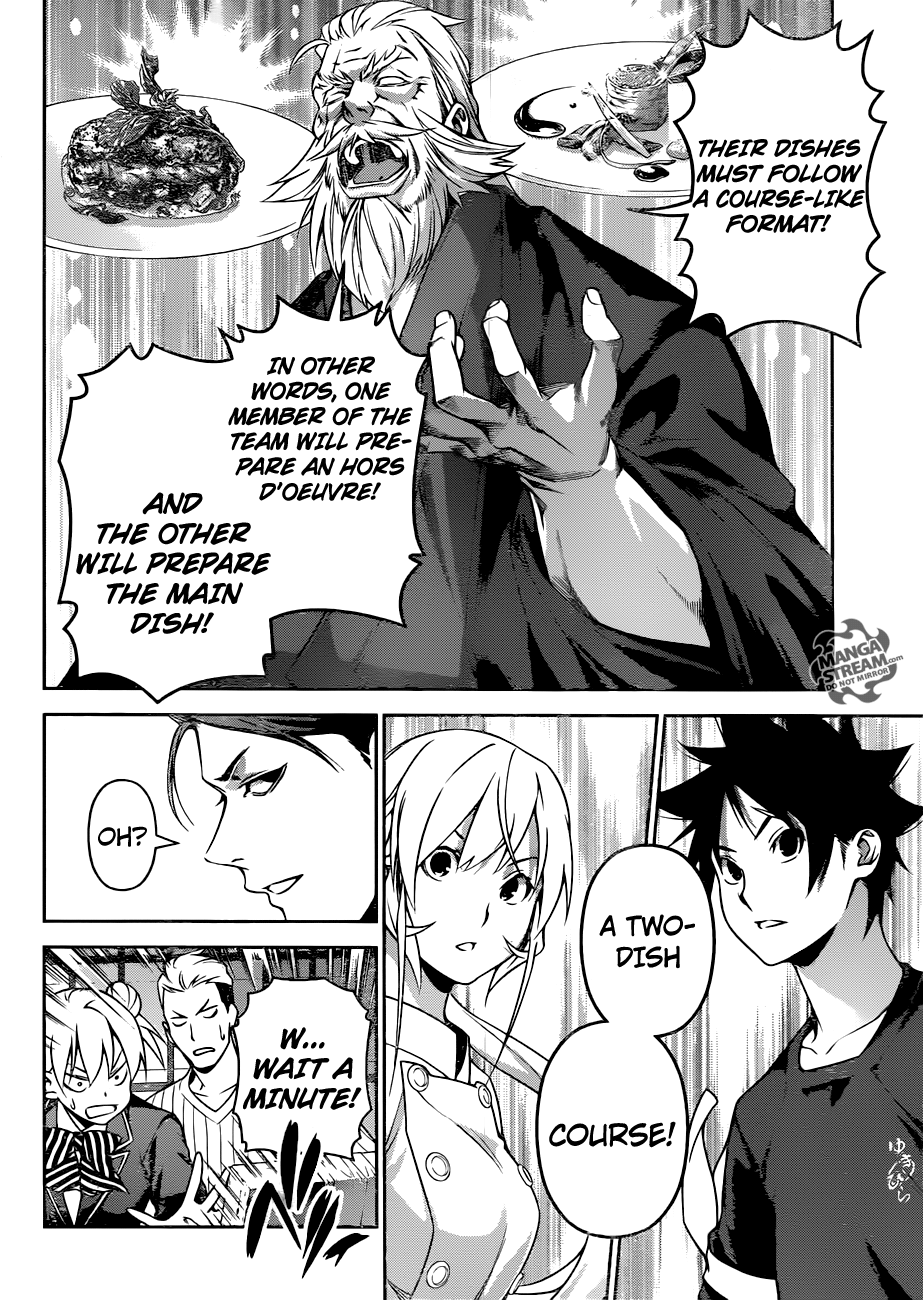 THEIR DISHES
MUST FOLLOW
A COURSE-LIKE
FORMAT!
IN OTHER
WORDS, ONE
MEMBER OF THE
TEAM WILL PRE-
PARE AN HORS
D'OEUVRE!
AND
THE OTHER
WILL PREPARE
THE MAIN
DISH!
MANGA
STREAM.com
DO NOT MIRROR
A TWO-
DISH
COURSE!
OH?
W...
WAIT A
MINUTE!
ゆきひら